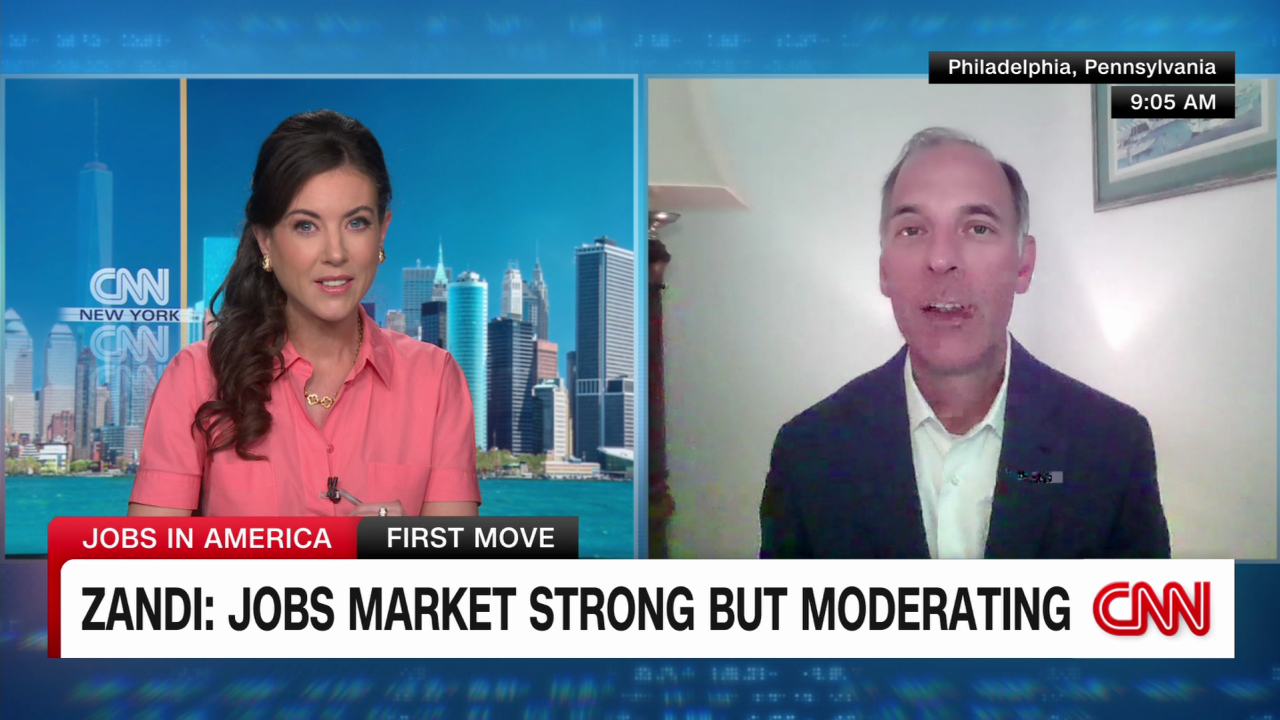 Philadelphia, Pennsylvania
9:05 AM
CNN
NEW YORK
CNN
JOBS IN AMERICA
FIRST MOVE
ZANDI: JOBS MARKET STRONG BUT MODERATING
CNN